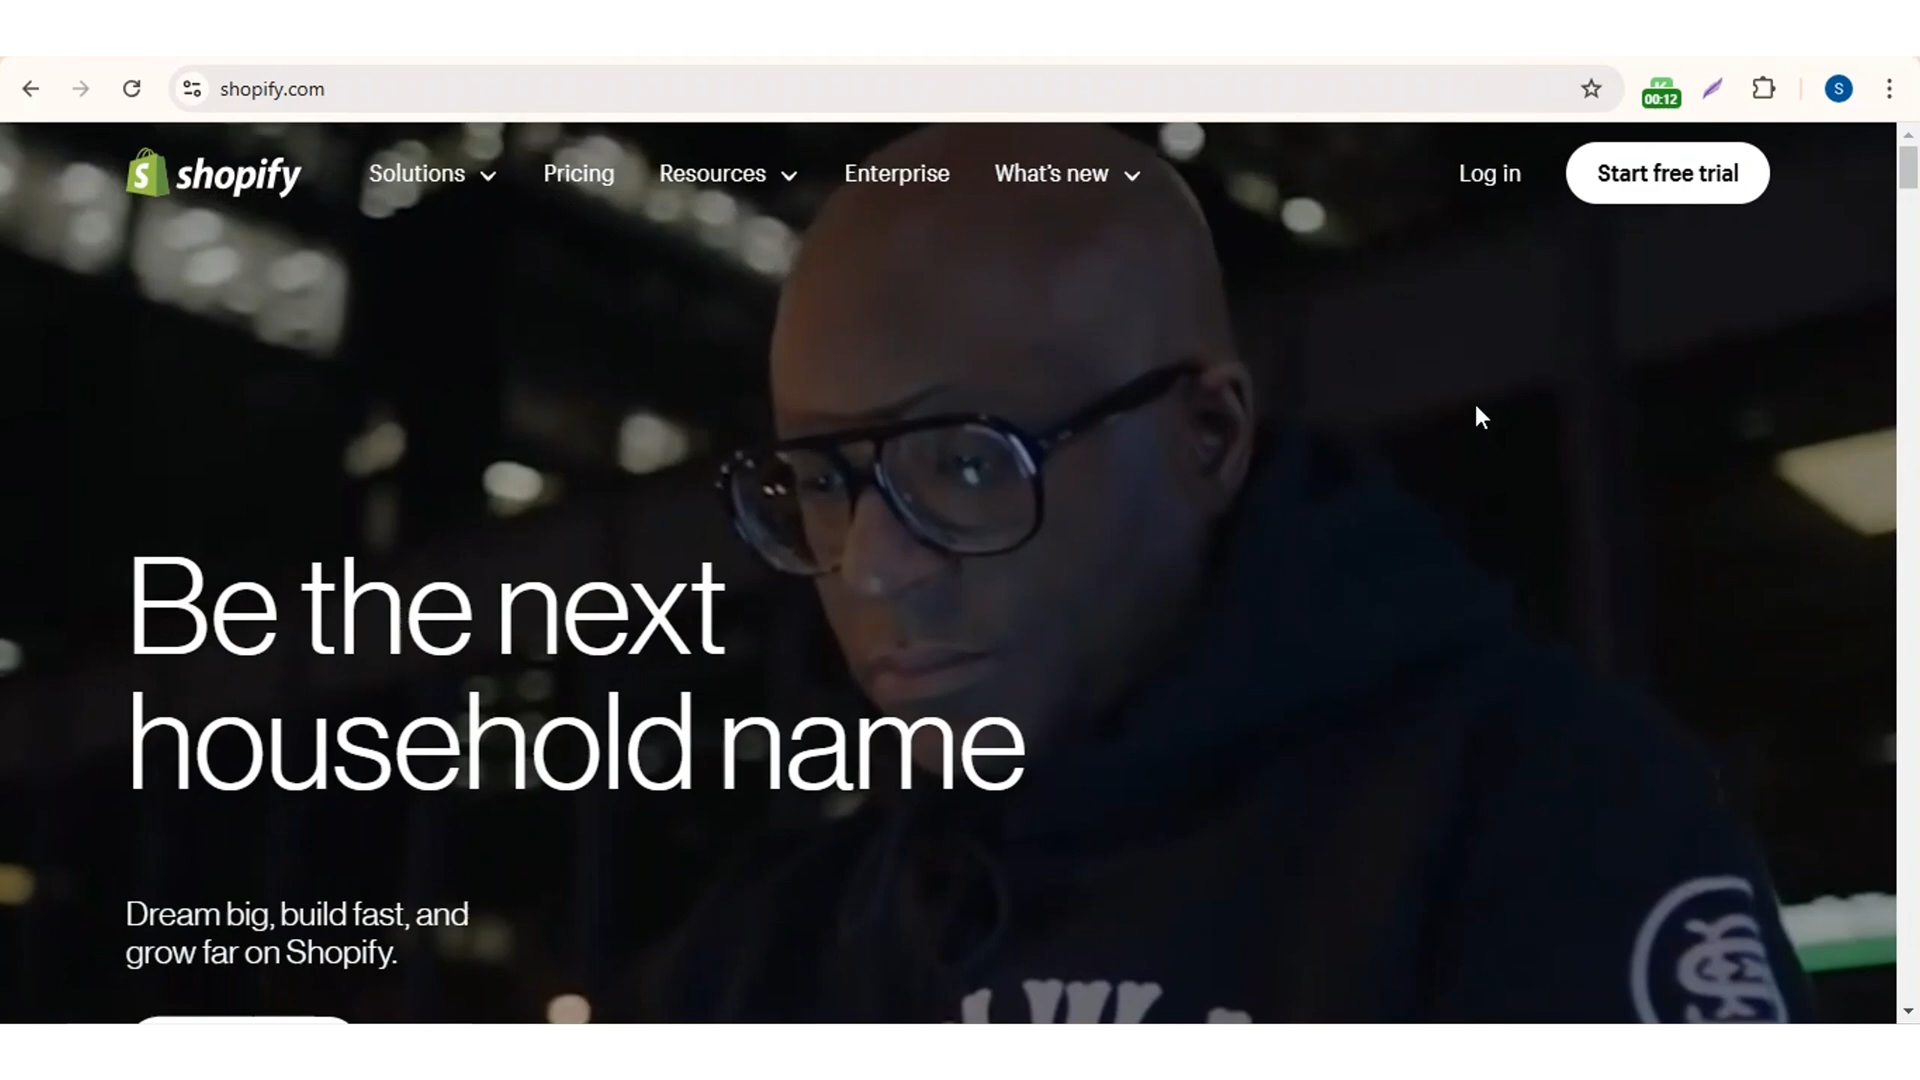 shopify.com
00:12
S
shopify
Solutions
Pricing
Resources
Enterprise
What's new
Log in
Start free trial
Be the next
household name
Dream big, build fast, and
grow far on Shopify.